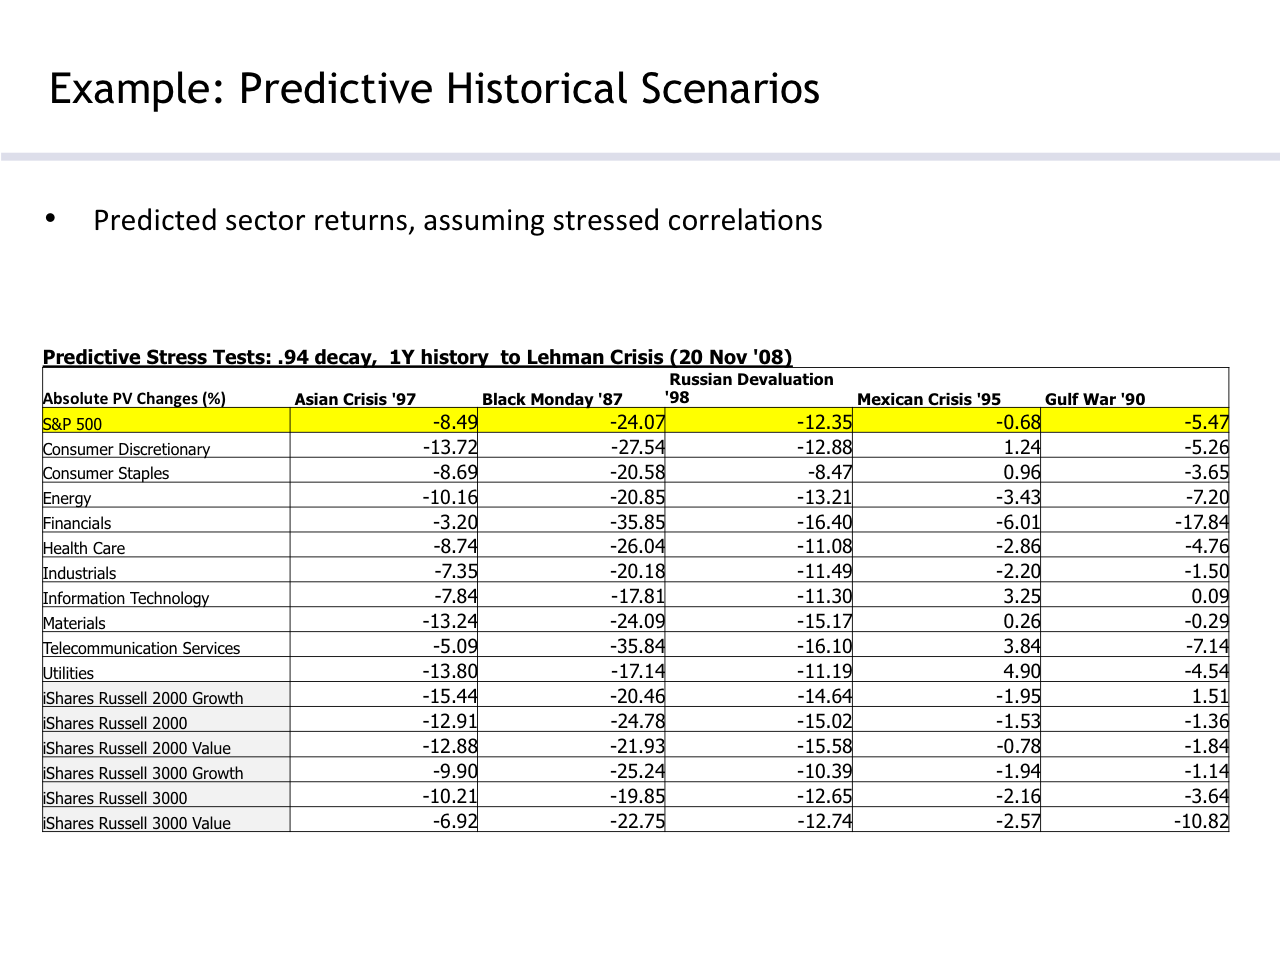 Example: Predictive Historical Scenarios
• Predicted sector returns, assuming stressed correlations
Predictive Stress Tests: .94 decay,  1Y history  to Lehman Crisis (20 Nov '08)
Absolute PV Changes (%) Asian Crisis '97 Black Monday '87 Russian Devaluation '98 Mexican Crisis '95 Gulf War '90
S&P 500 -8.49 -24.07 -12.35 -0.68 -5.47
Consumer Discretionary -13.72 -27.54 -12.88 1.24 -5.26
Consumer Staples -8.69 -20.58 -8.47 0.96 -3.65
Energy -10.16 -20.85 -13.21 -3.43 -7.20
Financials -3.20 -35.85 -16.40 -6.01 -17.84
Health Care -8.74 -26.04 -11.08 -2.86 -4.76
Industrials -7.35 -20.18 -11.49 -2.20 -1.50
Information Technology -7.84 -17.81 -11.30 3.25 0.09
Materials -13.24 -24.09 -15.17 0.26 -0.29
Telecommunication Services -5.09 -35.84 -16.10 3.84 -7.14
Utilities -13.80 -17.14 -11.19 4.90 -4.54
iShares Russell 2000 Growth -15.44 -20.46 -14.64 -1.95 1.51
iShares Russell 2000 -12.91 -24.78 -15.02 -1.53 -1.36
iShares Russell 2000 Value -12.88 -21.93 -15.58 -0.78 -1.84
iShares Russell 3000 Growth -9.90 -25.24 -10.39 -1.94 -1.14
iShares Russell 3000 -10.21 -19.85 -12.65 -2.16 -3.64
iShares Russell 3000 Value -6.92 -22.75 -12.74 -2.57 -10.82